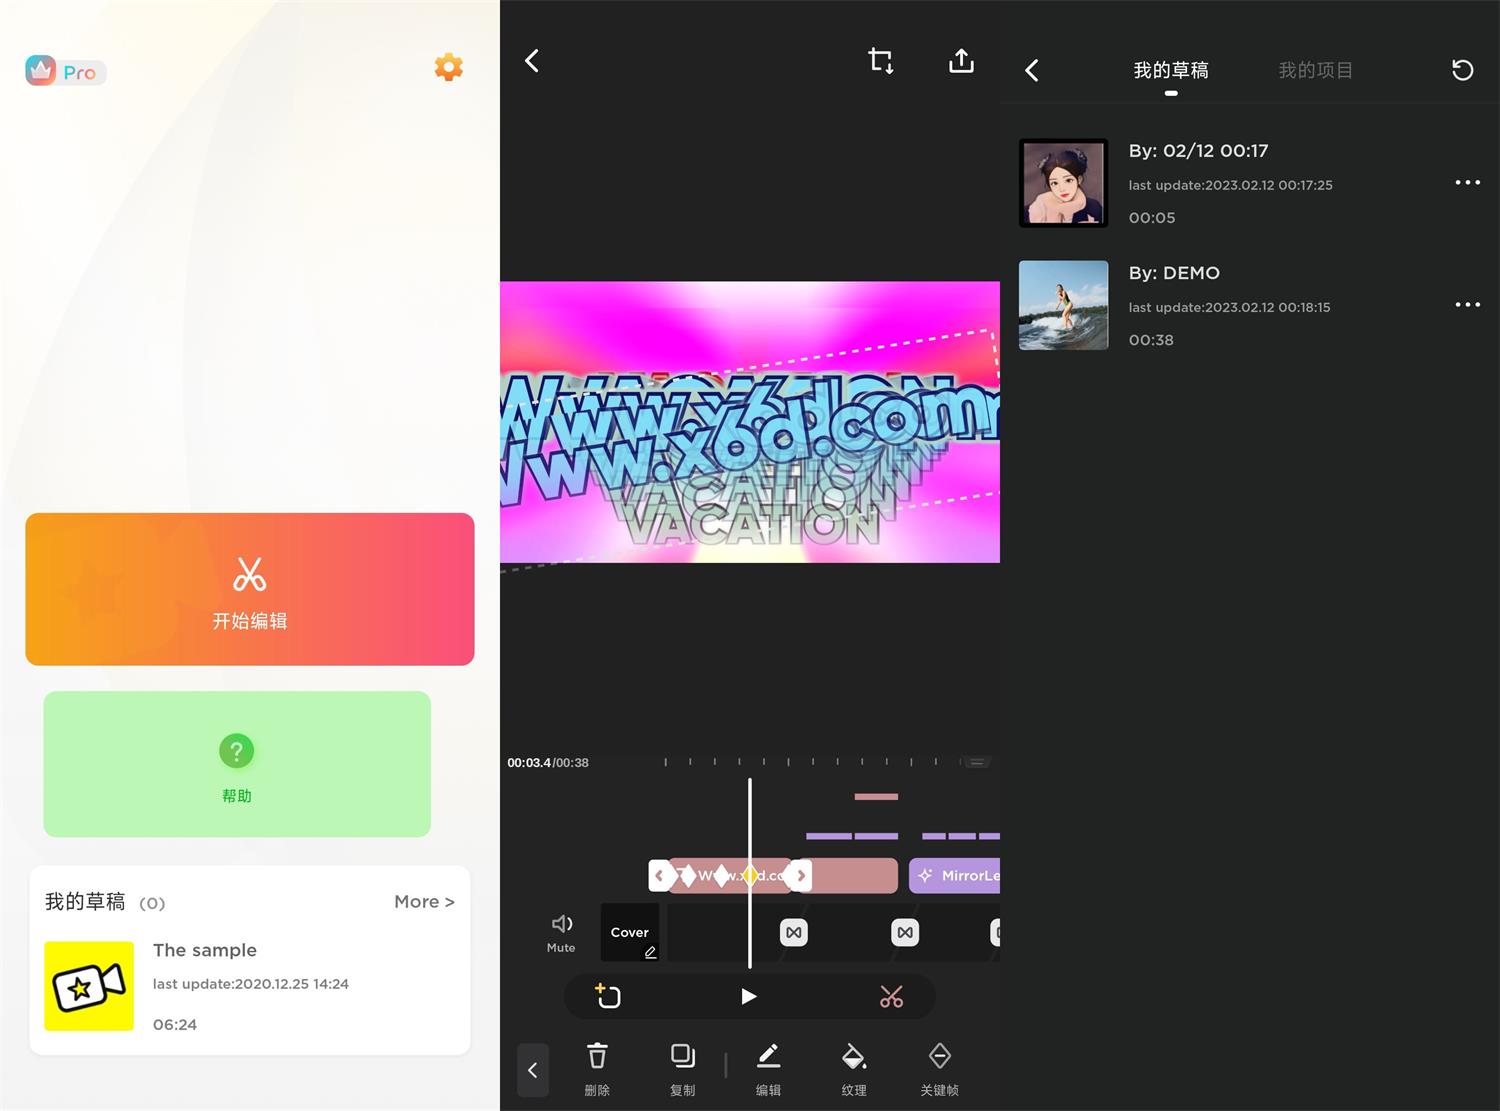 Pro
开始编辑
帮助
我的草稿 (0)
More >
The sample
last update:2020.12.25 14:24
06:24
www.x6d.com
VACATION
VACATION
00:03.4/00:38
MirrorLe
Mute
Cover
删除
复制
编辑
纹理
关键帧
我的草稿
我的项目
By: 02/12 00:17
last update:2023.02.12 00:17:25
00:05
By: DEMO
last update:2023.02.12 00:18:15
00:38